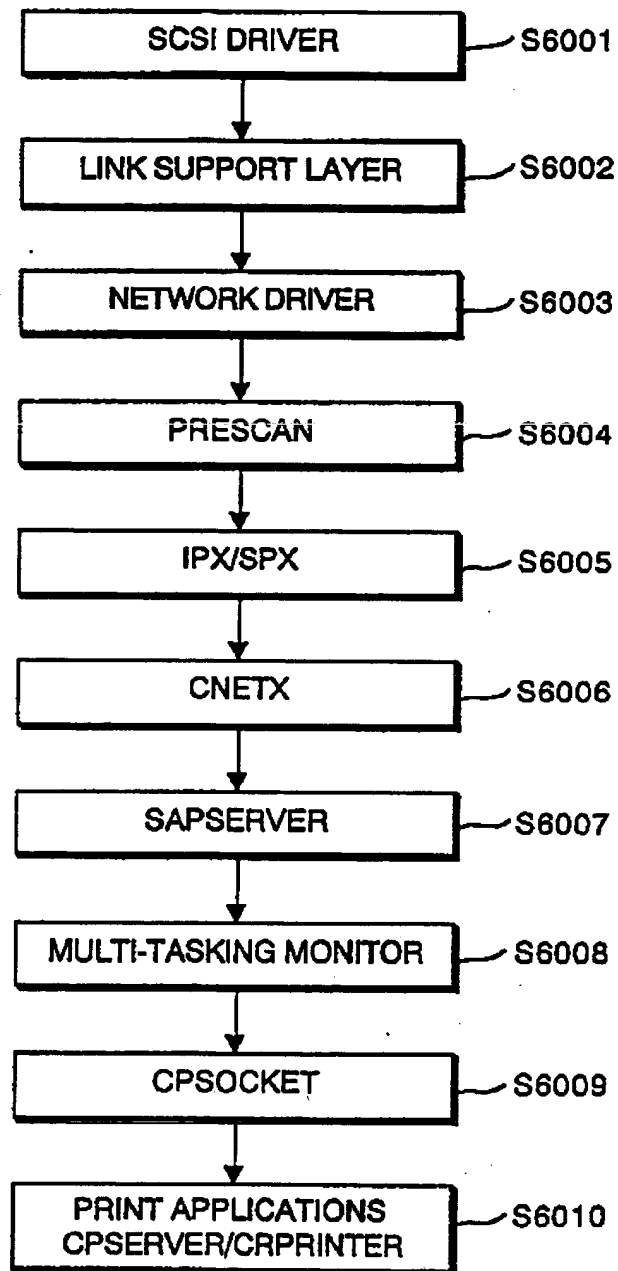 SCSI DRIVER S6001
LINK SUPPORT LAYER S6002
NETWORK DRIVER S6003
PRESCAN S6004
IPX/SPX S6005
CNETX S6006
SAPSERVER S6007
MULTI-TASKING MONITOR S6008
CPSOCKET S6009
PRINT APPLICATIONS S6010
CPSERVER/CRPRINTER